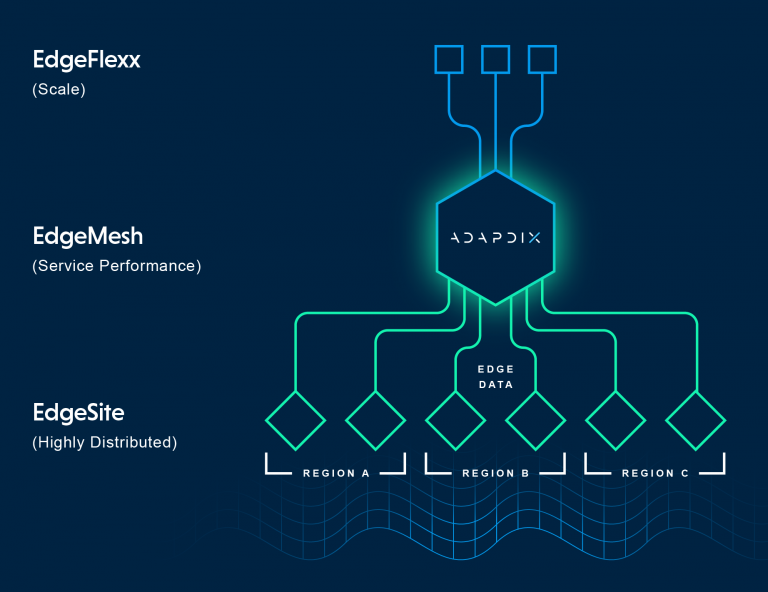 EdgeFlexx
(Scale)
EdgeMesh
(Service Performance)
ADAPDIX
EDGE
DATA
EdgeSite
(Highly Distributed)
REGION A
REGION B
REGION C